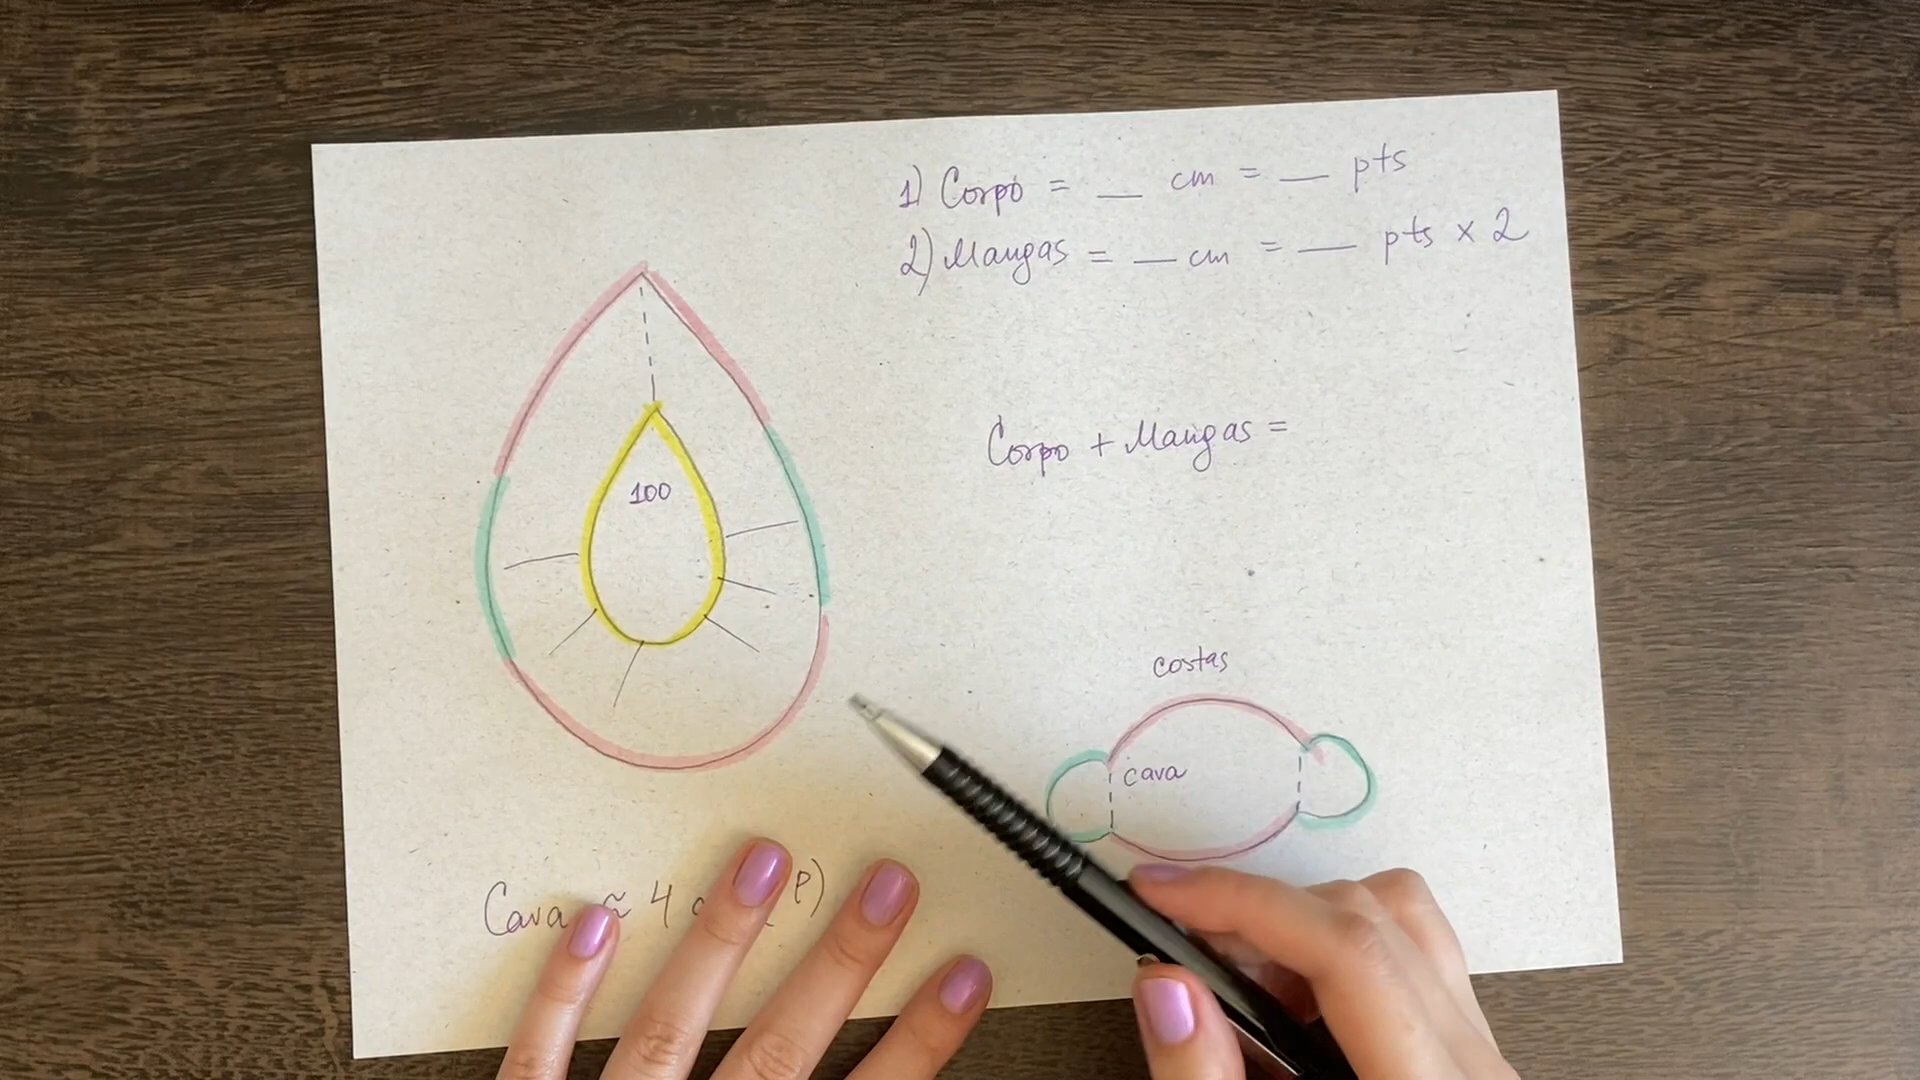 1) Corpo = __ cm = __ pts
2) Mangas = __ cm = __ pts x 2
100
Corpo + Mangas =
costas
cava
Cava ≈ 4 P)